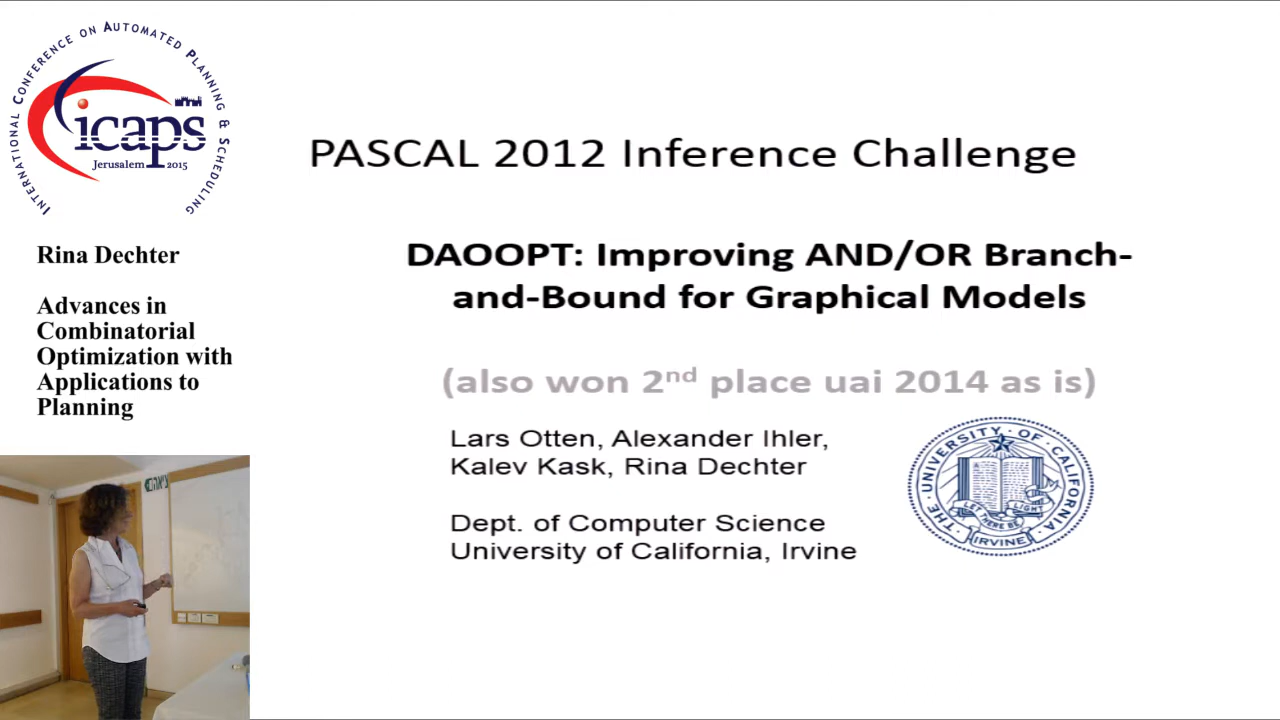 INTERNATIONAL CONFERENCE ON AUTOMATED PLANNING & SCHEDULING
icaps
Jerusalem 2015
Rina Dechter
Advances in
Combinatorial
Optimization with
Applications to
Planning
PASCAL 2012 Inference Challenge
DAOOPT: Improving AND/OR Branch-
and-Bound for Graphical Models
(also won 2nd place uai 2014 as is)
Lars Otten, Alexander Ihler,
Kalev Kask, Rina Dechter
Dept. of Computer Science
University of California, Irvine
THE UNIVERSITY OF CALIFORNIA
LET THERE BE LIGHT
IRVINE